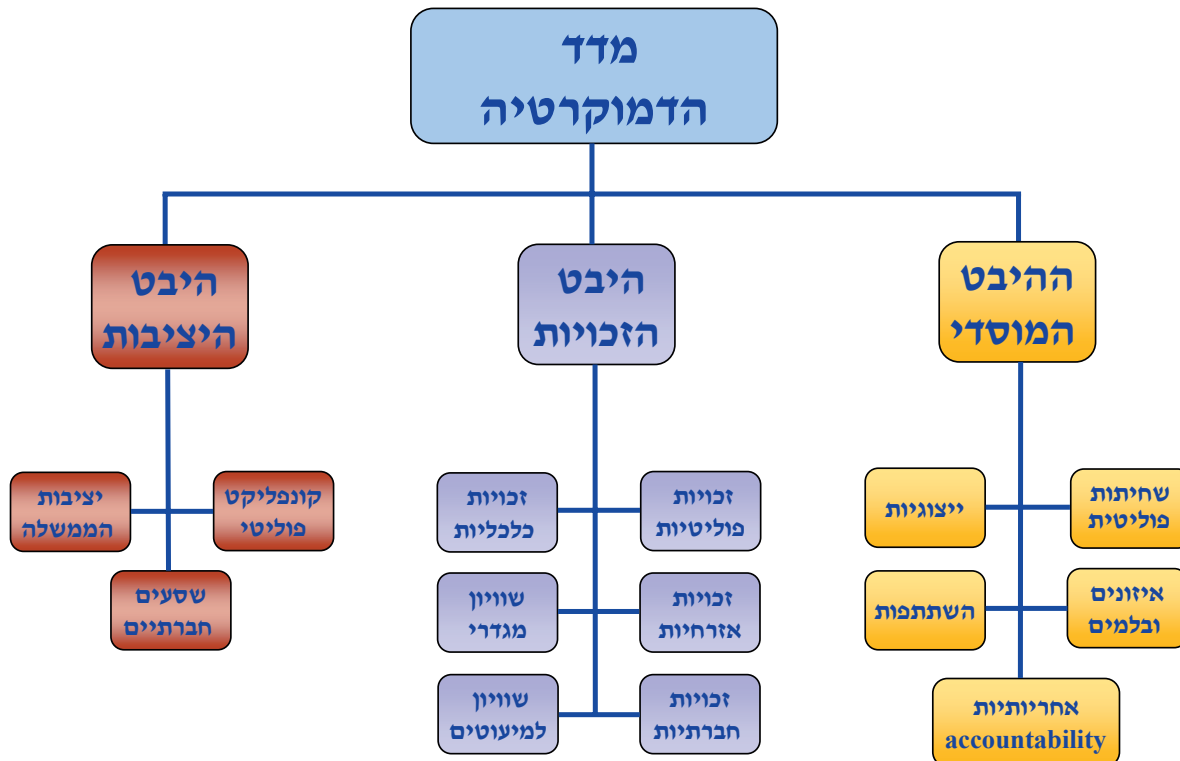 מדד
הדמוקרטיה
ההיבט
המוסדי
היבט
הזכויות
היבט
היציבות
שחיתות
פוליטית
ייצוגיות
איזונים
ובלמים
השתתפות
אחריותיות
accountability
זכויות
פוליטיות
זכויות
כלכליות
זכויות
אזרחיות
שוויון
מגדרי
זכויות
חברתיות
שוויון
למיעוטים
קונפליקט
פוליטי
יציבות
הממשלה
שסעים
חברתיים